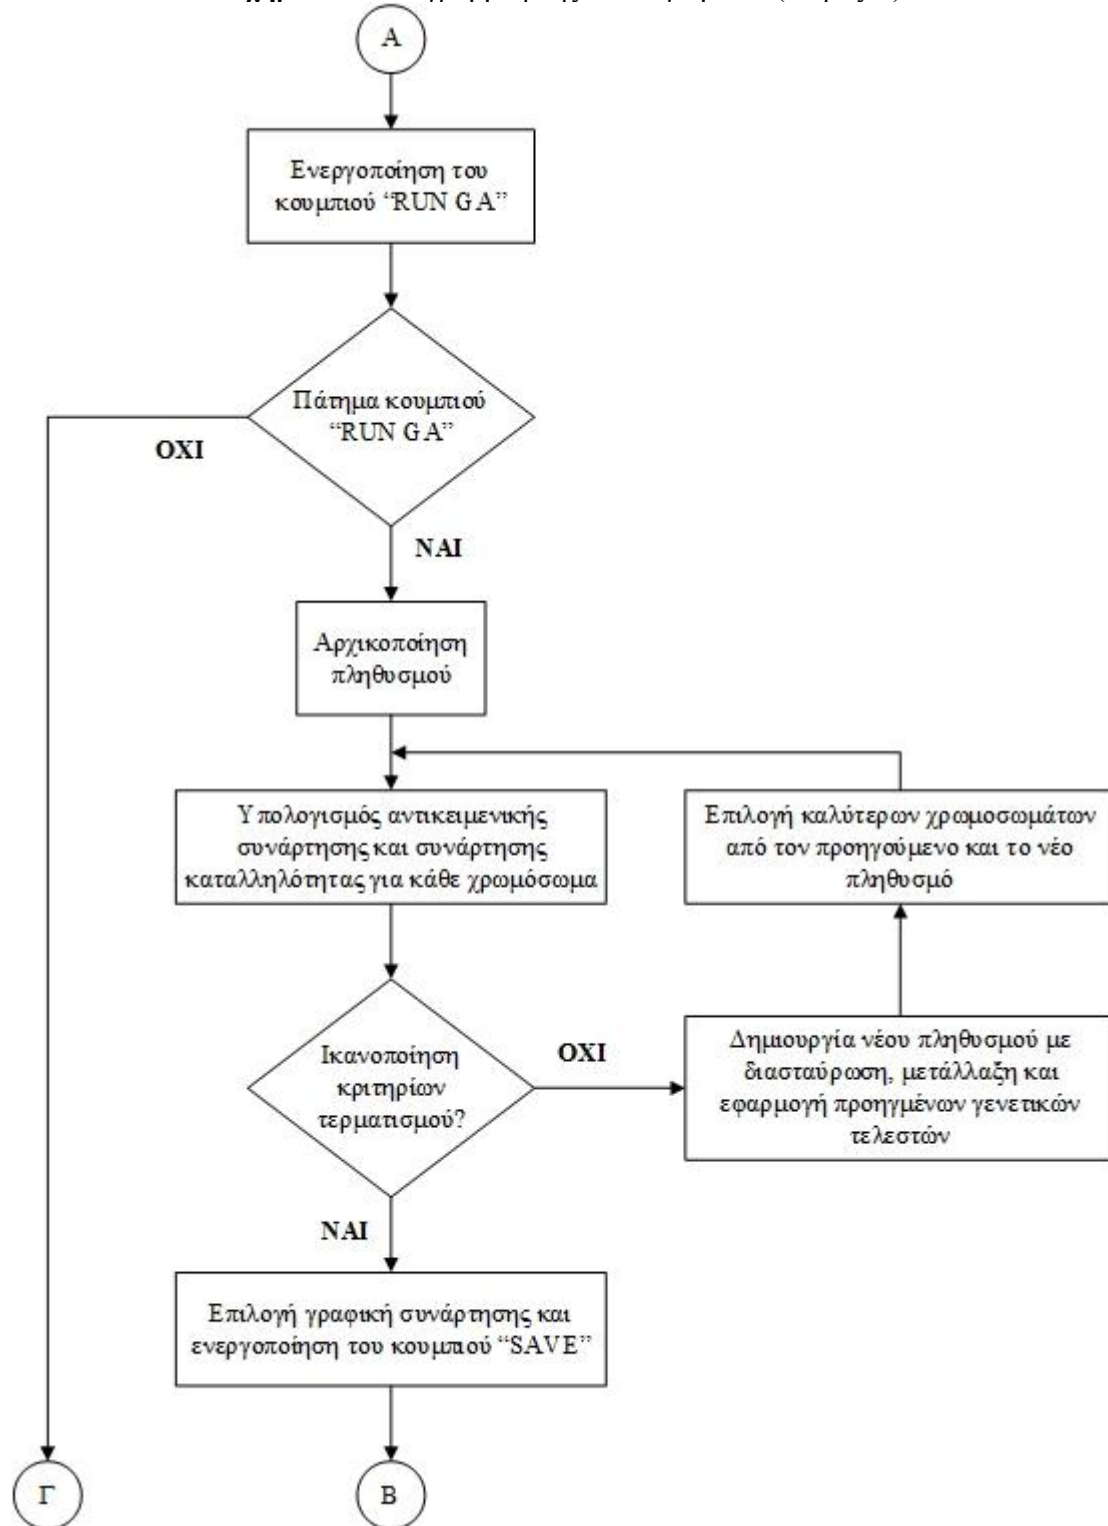 Α
Ενεργοποίηση του
κουμπιού “RUN GA”
Πάτημα κουμπιού
“RUN GA”
ΟΧΙ
ΝΑΙ
Αρχικοποίηση
πληθυσμού
Υπολογισμός αντικειμενικής
συνάρτησης και συνάρτησης
καταλληλότητας για κάθε χρωμόσωμα
Επιλογή καλύτερων χρωμοσωμάτων
από τον προηγούμενο και το νέο
πληθυσμό
Ικανοποίηση
κριτηρίων
τερματισμού?
ΟΧΙ
Δημιουργία νέου πληθυσμού με
διασταύρωση, μετάλλαξη και
εφαρμογή προηγμένων γενετικών
τελεστών
ΝΑΙ
Επιλογή γραφική συνάρτησης και
ενεργοποίηση του κουμπιού “SAVE”
Γ
Β